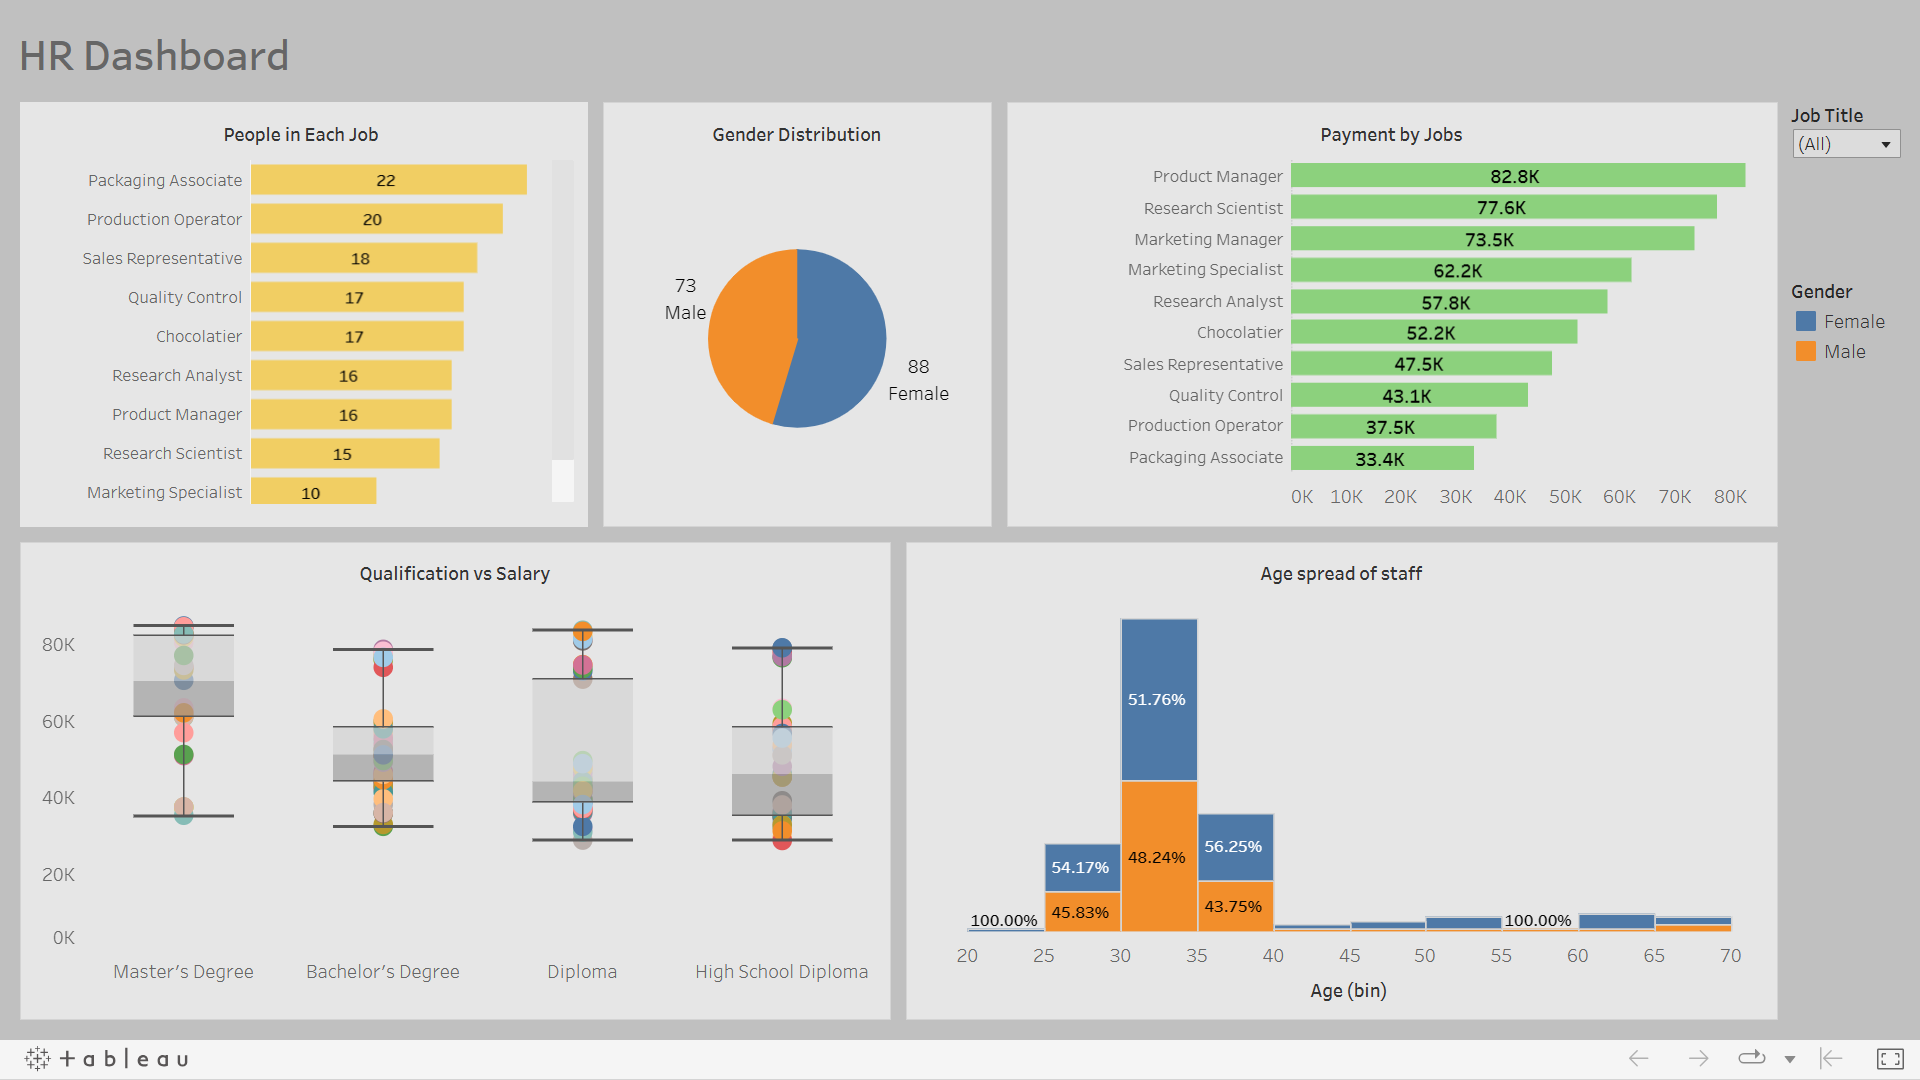 HR Dashboard
People in Each Job
Packaging Associate 22
Production Operator 20
Sales Representative 18
Quality Control 17
Chocolatier 17
Research Analyst 16
Product Manager 16
Research Scientist 15
Marketing Specialist 10
Gender Distribution
73
Male
88
Female
Payment by Jobs
Product Manager 82.8K
Research Scientist 77.6K
Marketing Manager 73.5K
Marketing Specialist 62.2K
Research Analyst 57.8K
Chocolatier 52.2K
Sales Representative 47.5K
Quality Control 43.1K
Production Operator 37.5K
Packaging Associate 33.4K
0K 10K 20K 30K 40K 50K 60K 70K 80K
Job Title
(All)
Gender
Female
Male
Qualification vs Salary
80K
60K
40K
20K
0K
Master's Degree Bachelor's Degree Diploma High School Diploma
Age spread of staff
51.76%
56.25%
54.17%
48.24%
43.75%
45.83%
100.00% 100.00%
20 25 30 35 40 45 50 55 60 65 70
Age (bin)
+ableau